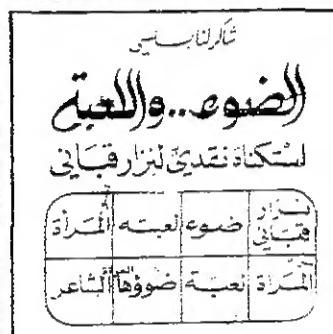 شاكر النابلسي
الضوء..واللعبة
استكناه نقدي لنزار قباني
نزار قباني ضوء لعبته المرأة
المرأة لعبة ضوؤها الشاعر